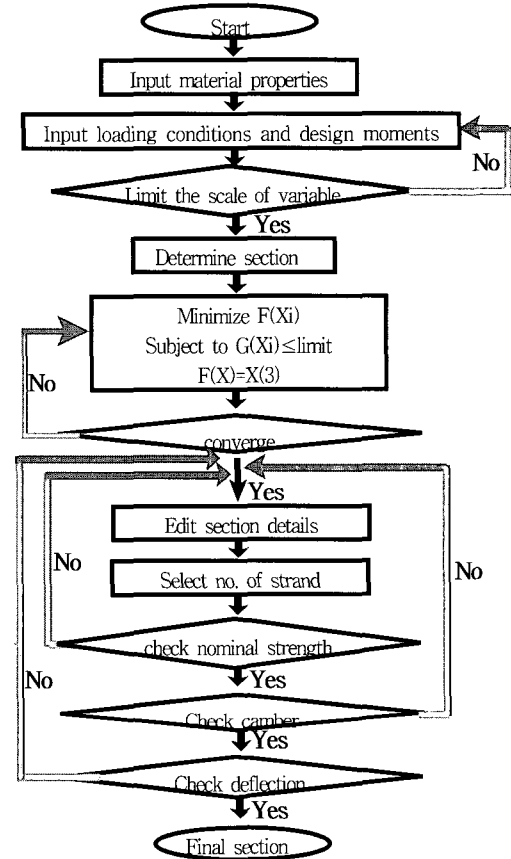 Start
Input material properties
Input loading conditions and design moments
No
Limit the scale of variable
Yes
Determine section
Minimize F(Xi)
Subject to G(Xi)≤limit
F(X)=X(3)
No
converge
Yes
Edit section details
No
No
Select no. of strand
check nominal strength
No
Yes
Check camber
Yes
Check deflection
Yes
Final section